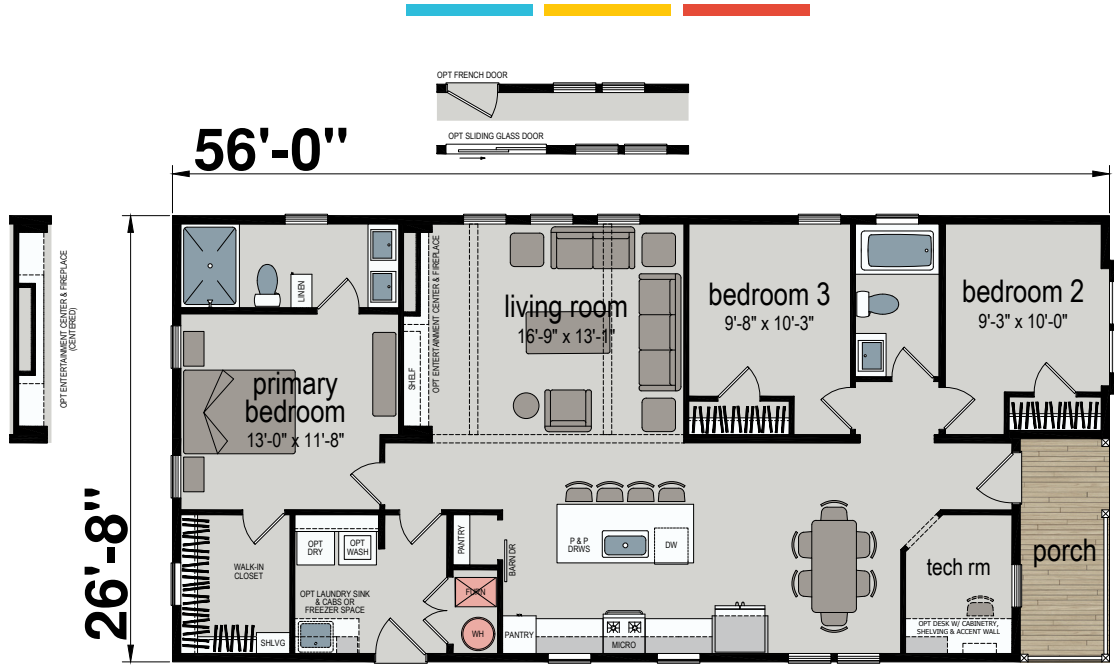 OPT FRENCH DOOR
OPT SLIDING GLASS DOOR
56'-0"
26'-8"
OPT ENTERTAINMENT CENTER & FIREPLACE
(CENTERED)
LINEN
SHELF
OPT ENTERTAINMENT CENTER & FIREPLACE
living room
16'-9" x 13'-1"
bedroom 3
9'-8" x 10'-3"
bedroom 2
9'-3" x 10'-0"
primary
bedroom
13'-0" x 11'-8"
WALK-IN
CLOSET
SHLVG
OPT
DRY
OPT
WASH
OPT LAUNDRY SINK
& CABS OR
FREEZER SPACE
PANTRY
BARN DR
FURN
WH
PANTRY
MICRO
P & P
DRWS
DW
tech rm
OPT DESK W/ CABINETRY,
SHELVING & ACCENT WALL
porch